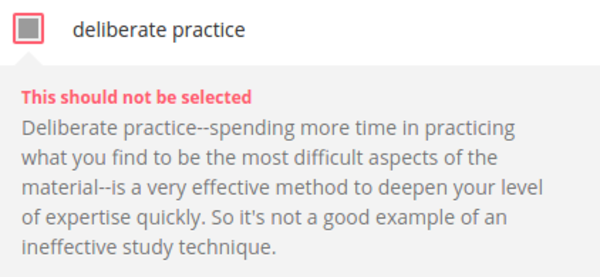 deliberate practice
This should not be selected
Deliberate practice--spending more time in practicing
what you find to be the most difficult aspects of the
material--is a very effective method to deepen your level
of expertise quickly. So it's not a good example of an
ineffective study technique.